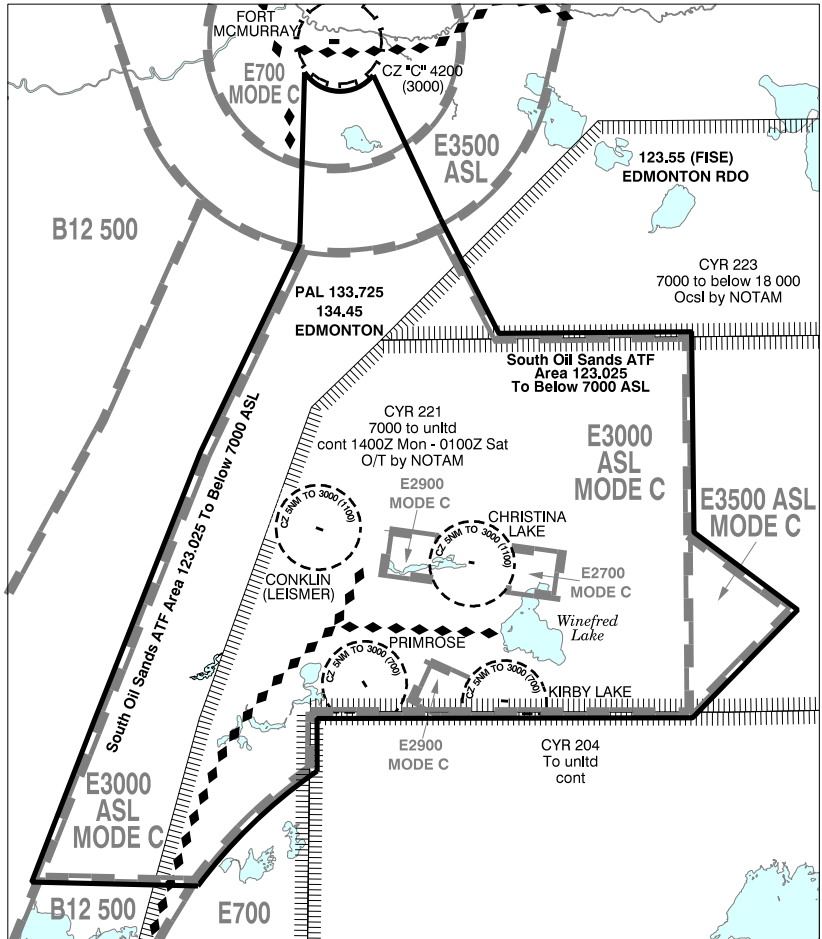 FORT
MCMURRAY
CZ "C" 4200
(3000)
E700
MODE C
E3500
ASL
123.55 (FISE)
EDMONTON RDO
B12 500
CYR 223
7000 to below 18 000
Ocsl by NOTAM
PAL 133.725
134.45
EDMONTON
South Oil Sands ATF
Area 123.025
To Below 7000 ASL
South Oil Sands ATF Area 123.025 To Below 7000 ASL
CYR 221
7000 to unltd
cont 1400Z Mon - 0100Z Sat
O/T by NOTAM
E3000
ASL
MODE C
E3500 ASL
MODE C
E2900
MODE C
CZ 5NM TO 3000 (1100)
CHRISTINA
LAKE
CZ 5NM TO 3000 (1100)
CONKLIN
(LEISMER)
E2700
MODE C
Winefred
Lake
PRIMROSE
CZ 5NM TO 3000 (700)
CZ 5NM TO 3000 (700)
KIRBY LAKE
E2900
MODE C
CYR 204
To unltd
cont
E3000
ASL
MODE C
B12 500
E700